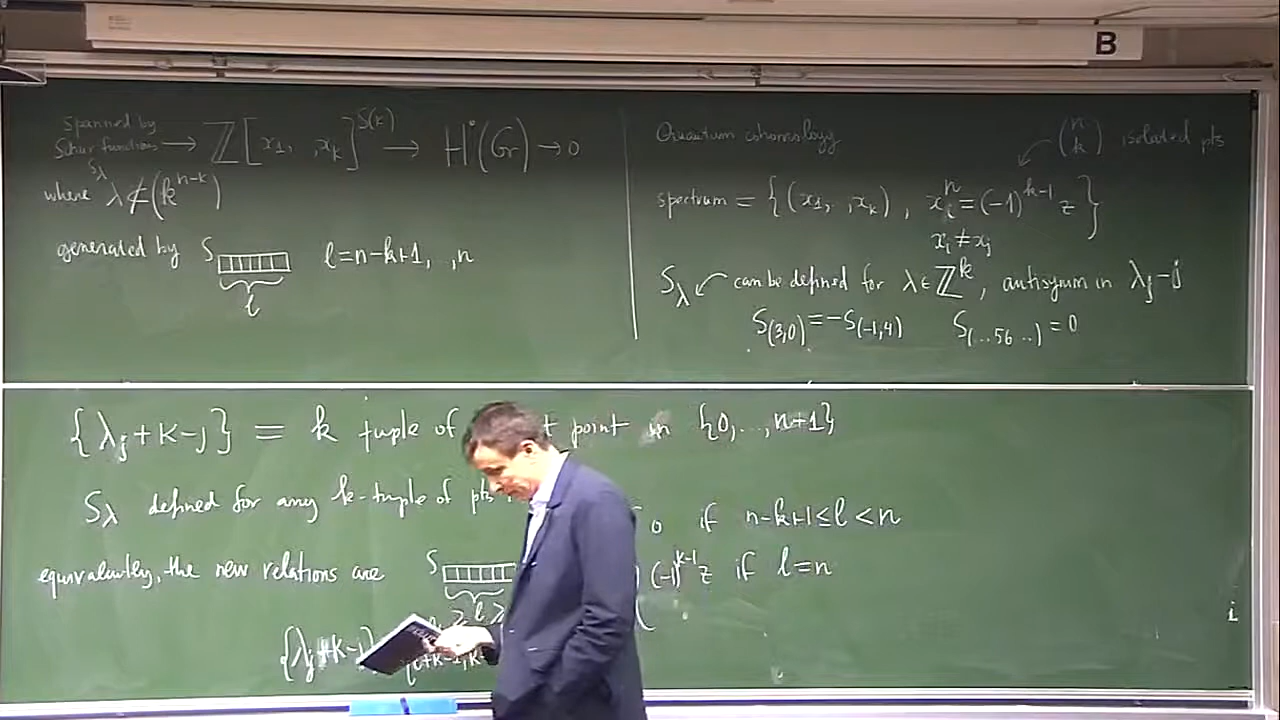 B
Spanned by
Schur functions → ℤ[x₁, ,x_k]^{S(k)} → H^•(Gr) → 0
s_λ
where λ ⊄ (k^{n-k})
generated by S l = n-k+1, .., n
l
Quantum cohomology
(n k) isolated pts
spectrum = {(x₁, .. ,x_k), x_i^n = (-1)^{k-1} z}
x_i ≠ x_j
S_λ can be defined for λ ∈ ℤ^k, antisym in λ_j - j
S_{(3,0)} = -S_{(-1,4)} S_{(...56...)} = 0
{λ_j + k - j} = k tuple of point in {0, ..., n+1}
S_λ defined for any k-tuple of pts
0 if n-k+1 ≤ l < n
equivalently, the new relations are S (-1)^{k-1} z if l = n
l
{λ_j + k -
i